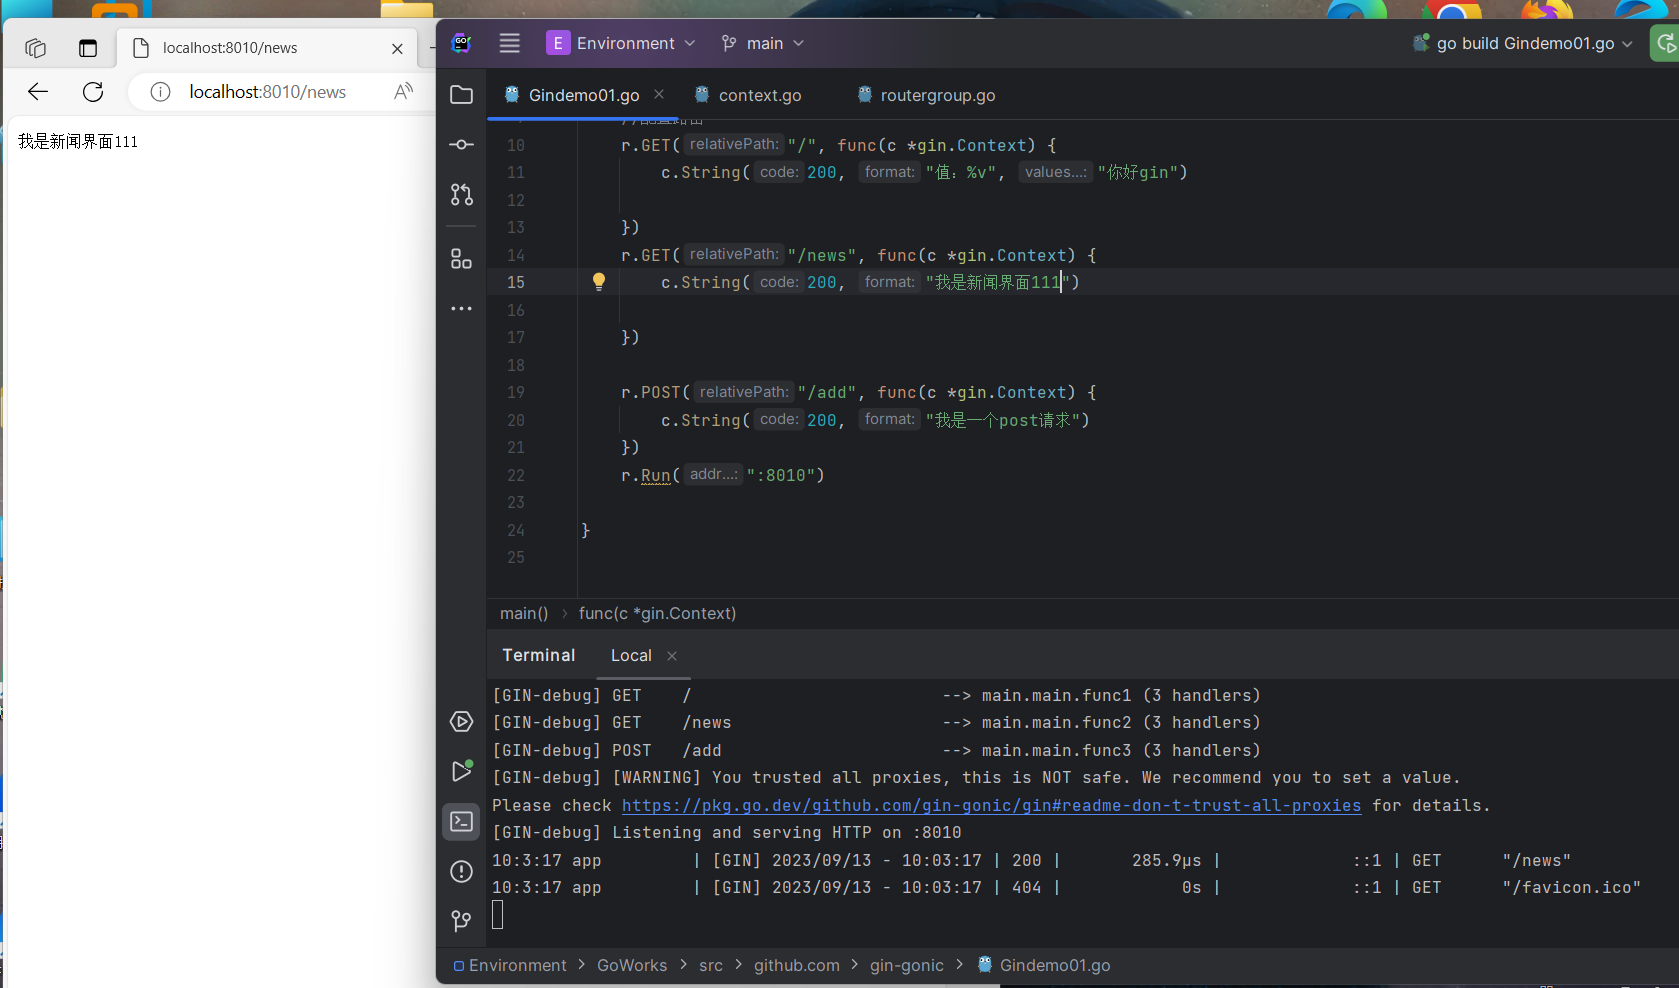 localhost:8010/news
localhost:8010/news
我是新闻界面111
E Environment main go build Gindemo01.go
Gindemo01.go context.go routergroup.go
//配置路由
10 r.GET( relativePath: "/", func(c *gin.Context) {
11 c.String( code: 200, format: "值：%v", values...: "你好gin")
12
13 })
14 r.GET( relativePath: "/news", func(c *gin.Context) {
15 c.String( code: 200, format: "我是新闻界面111")
16
17 })
18
19 r.POST( relativePath: "/add", func(c *gin.Context) {
20 c.String( code: 200, format: "我是一个post请求")
21 })
22 r.Run( addr...: ":8010")
23
24 }
25
main() › func(c *gin.Context)
Terminal Local
[GIN-debug] GET / --> main.main.func1 (3 handlers)
[GIN-debug] GET /news --> main.main.func2 (3 handlers)
[GIN-debug] POST /add --> main.main.func3 (3 handlers)
[GIN-debug] [WARNING] You trusted all proxies, this is NOT safe. We recommend you to set a value.
Please check https://pkg.go.dev/github.com/gin-gonic/gin#readme-don-t-trust-all-proxies for details.
[GIN-debug] Listening and serving HTTP on :8010
10:3:17 app | [GIN] 2023/09/13 - 10:03:17 | 200 | 285.9µs | ::1 | GET "/news"
10:3:17 app | [GIN] 2023/09/13 - 10:03:17 | 404 | 0s | ::1 | GET "/favicon.ico"
Environment › GoWorks › src › github.com › gin-gonic › Gindemo01.go